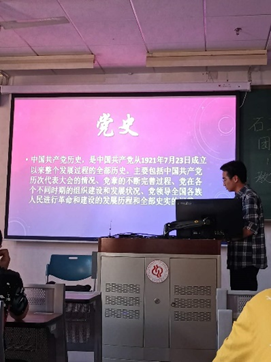 党史
• 中国共产党历史，是中国共产党从1921年7月23日成立
以来整个发展过程的全部历史。主要包括中国共产党
历次代表大会的情况，党章的不断完善过程，党在各
个不同时期的组织建设和发展状况，党领导全国各族
人民进行革命和建设的发展历程和全部史实的